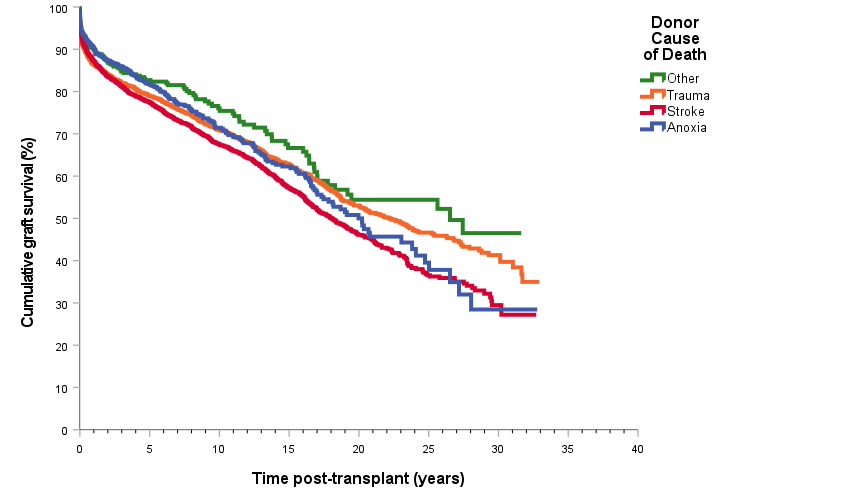 Donor
Cause
of Death
Other
Trauma
Stroke
Anoxia
Cumulative graft survival (%)
100
90
80
70
60
50
40
30
20
10
0
0 5 10 15 20 25 30 35 40
Time post-transplant (years)